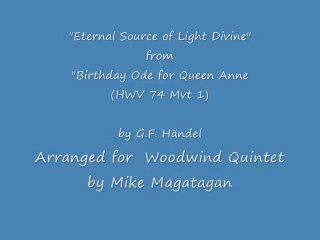 "Eternal Source of Light Divine"
from
"Birthday Ode for Queen Anne
(HWV 74 Mvt 1)
by G.F. Händel
Arranged for Woodwind Quintet
by Mike Magatagan